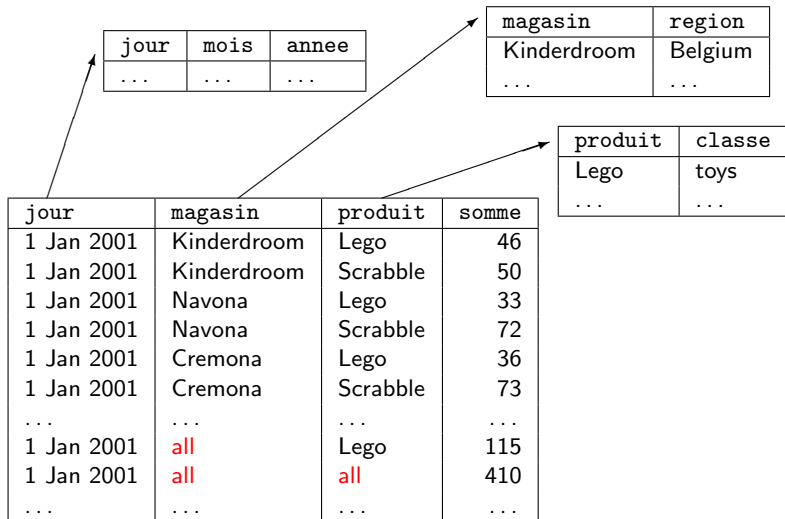 jour mois annee
... ... ...
magasin region
Kinderdroom Belgium
... ...
produit classe
Lego toys
... ...
jour magasin produit somme
1 Jan 2001 Kinderdroom Lego 46
1 Jan 2001 Kinderdroom Scrabble 50
1 Jan 2001 Navona Lego 33
1 Jan 2001 Navona Scrabble 72
1 Jan 2001 Cremona Lego 36
1 Jan 2001 Cremona Scrabble 73
... ... ... ...
1 Jan 2001 all Lego 115
1 Jan 2001 all all 410
... ... ... ...